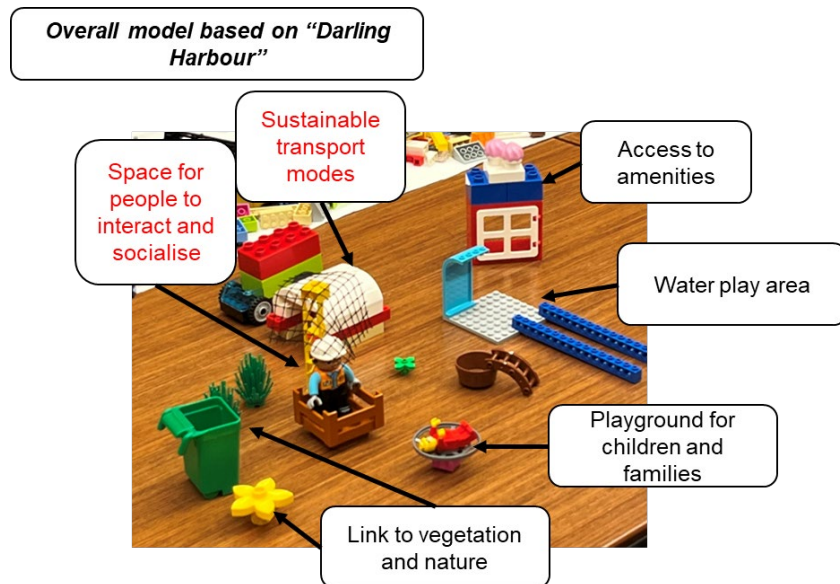 Overall model based on “Darling
Harbour”
Sustainable
transport
modes
Space for
people to
interact and
socialise
Access to
amenities
Water play area
Playground for
children and
families
Link to vegetation
and nature